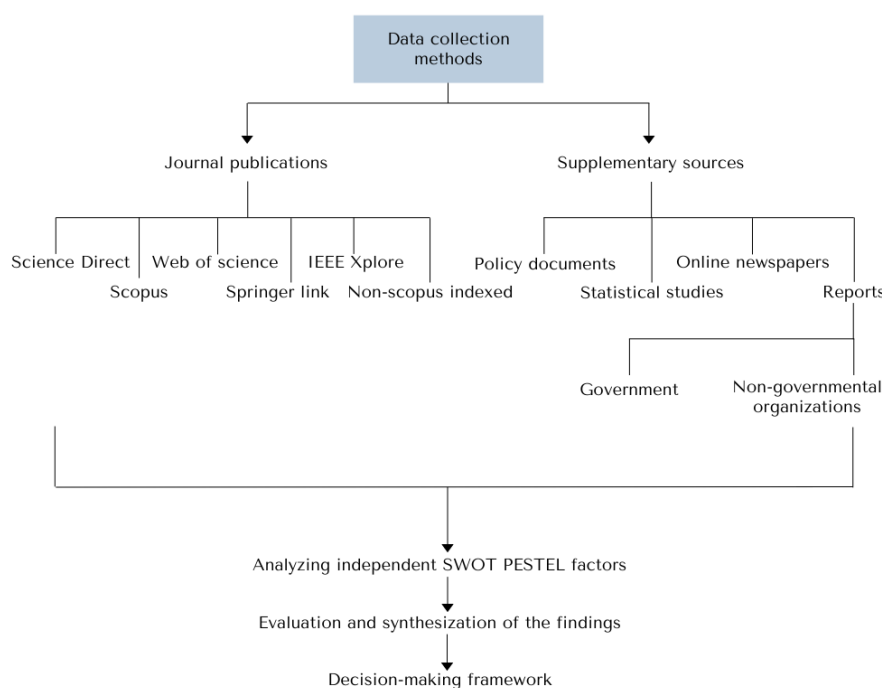 Data collection
methods
Journal publications
Supplementary sources
Science Direct
Web of science
IEEE Xplore
Policy documents
Online newspapers
Scopus
Springer link
Non-scopus indexed
Statistical studies
Reports
Government
Non-governmental
organizations
Analyzing independent SWOT PESTEL factors
Evaluation and synthesization of the findings
Decision-making framework